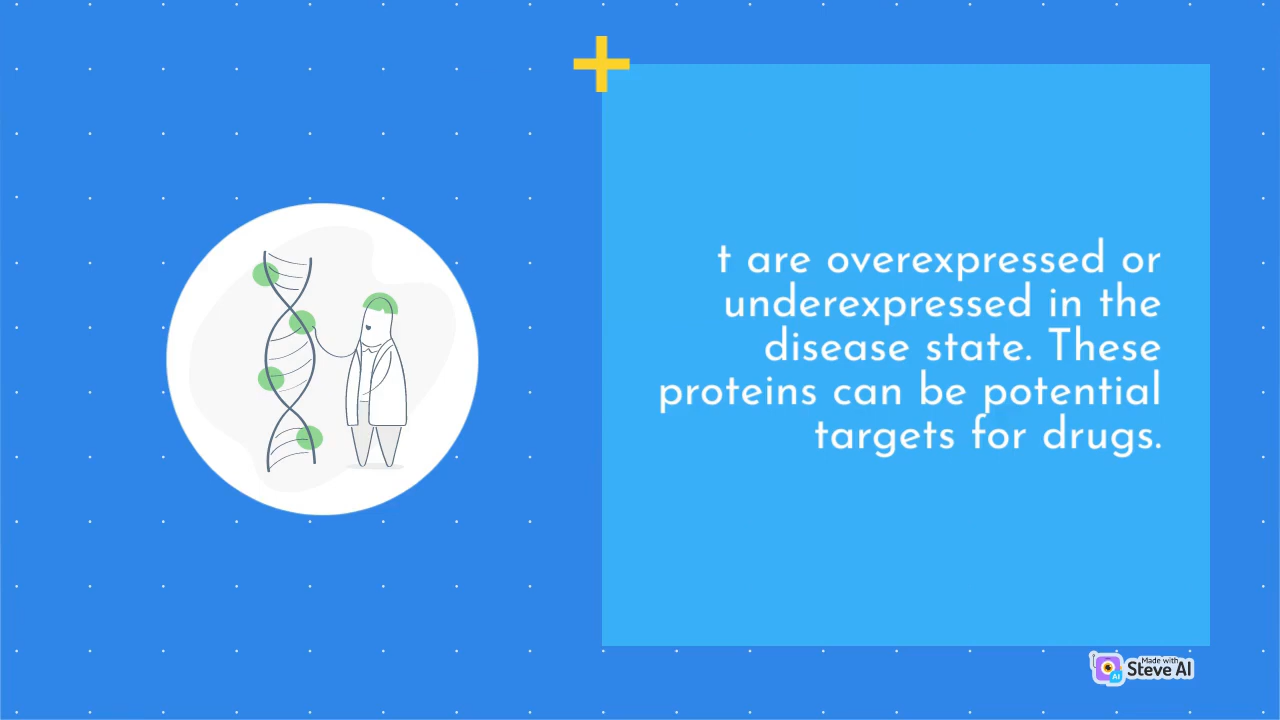 t are overexpressed or
underexpressed in the
disease state. These
proteins can be potential
targets for drugs.
Made with
Steve AI
AI